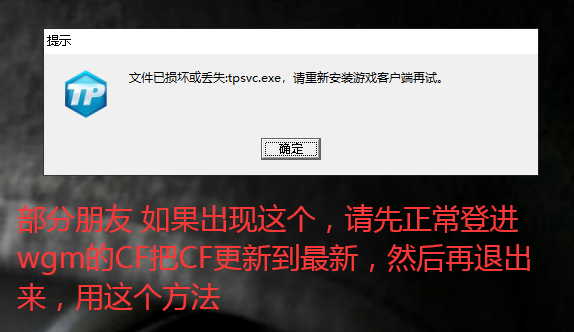 提示
TP
文件已损坏或丢失:tpsvc.exe，请重新安装游戏客户端再试。
确定
部分朋友 如果出现这个，请先正常登进
wgm的CF把CF更新到最新，然后再退出
来，用这个方法